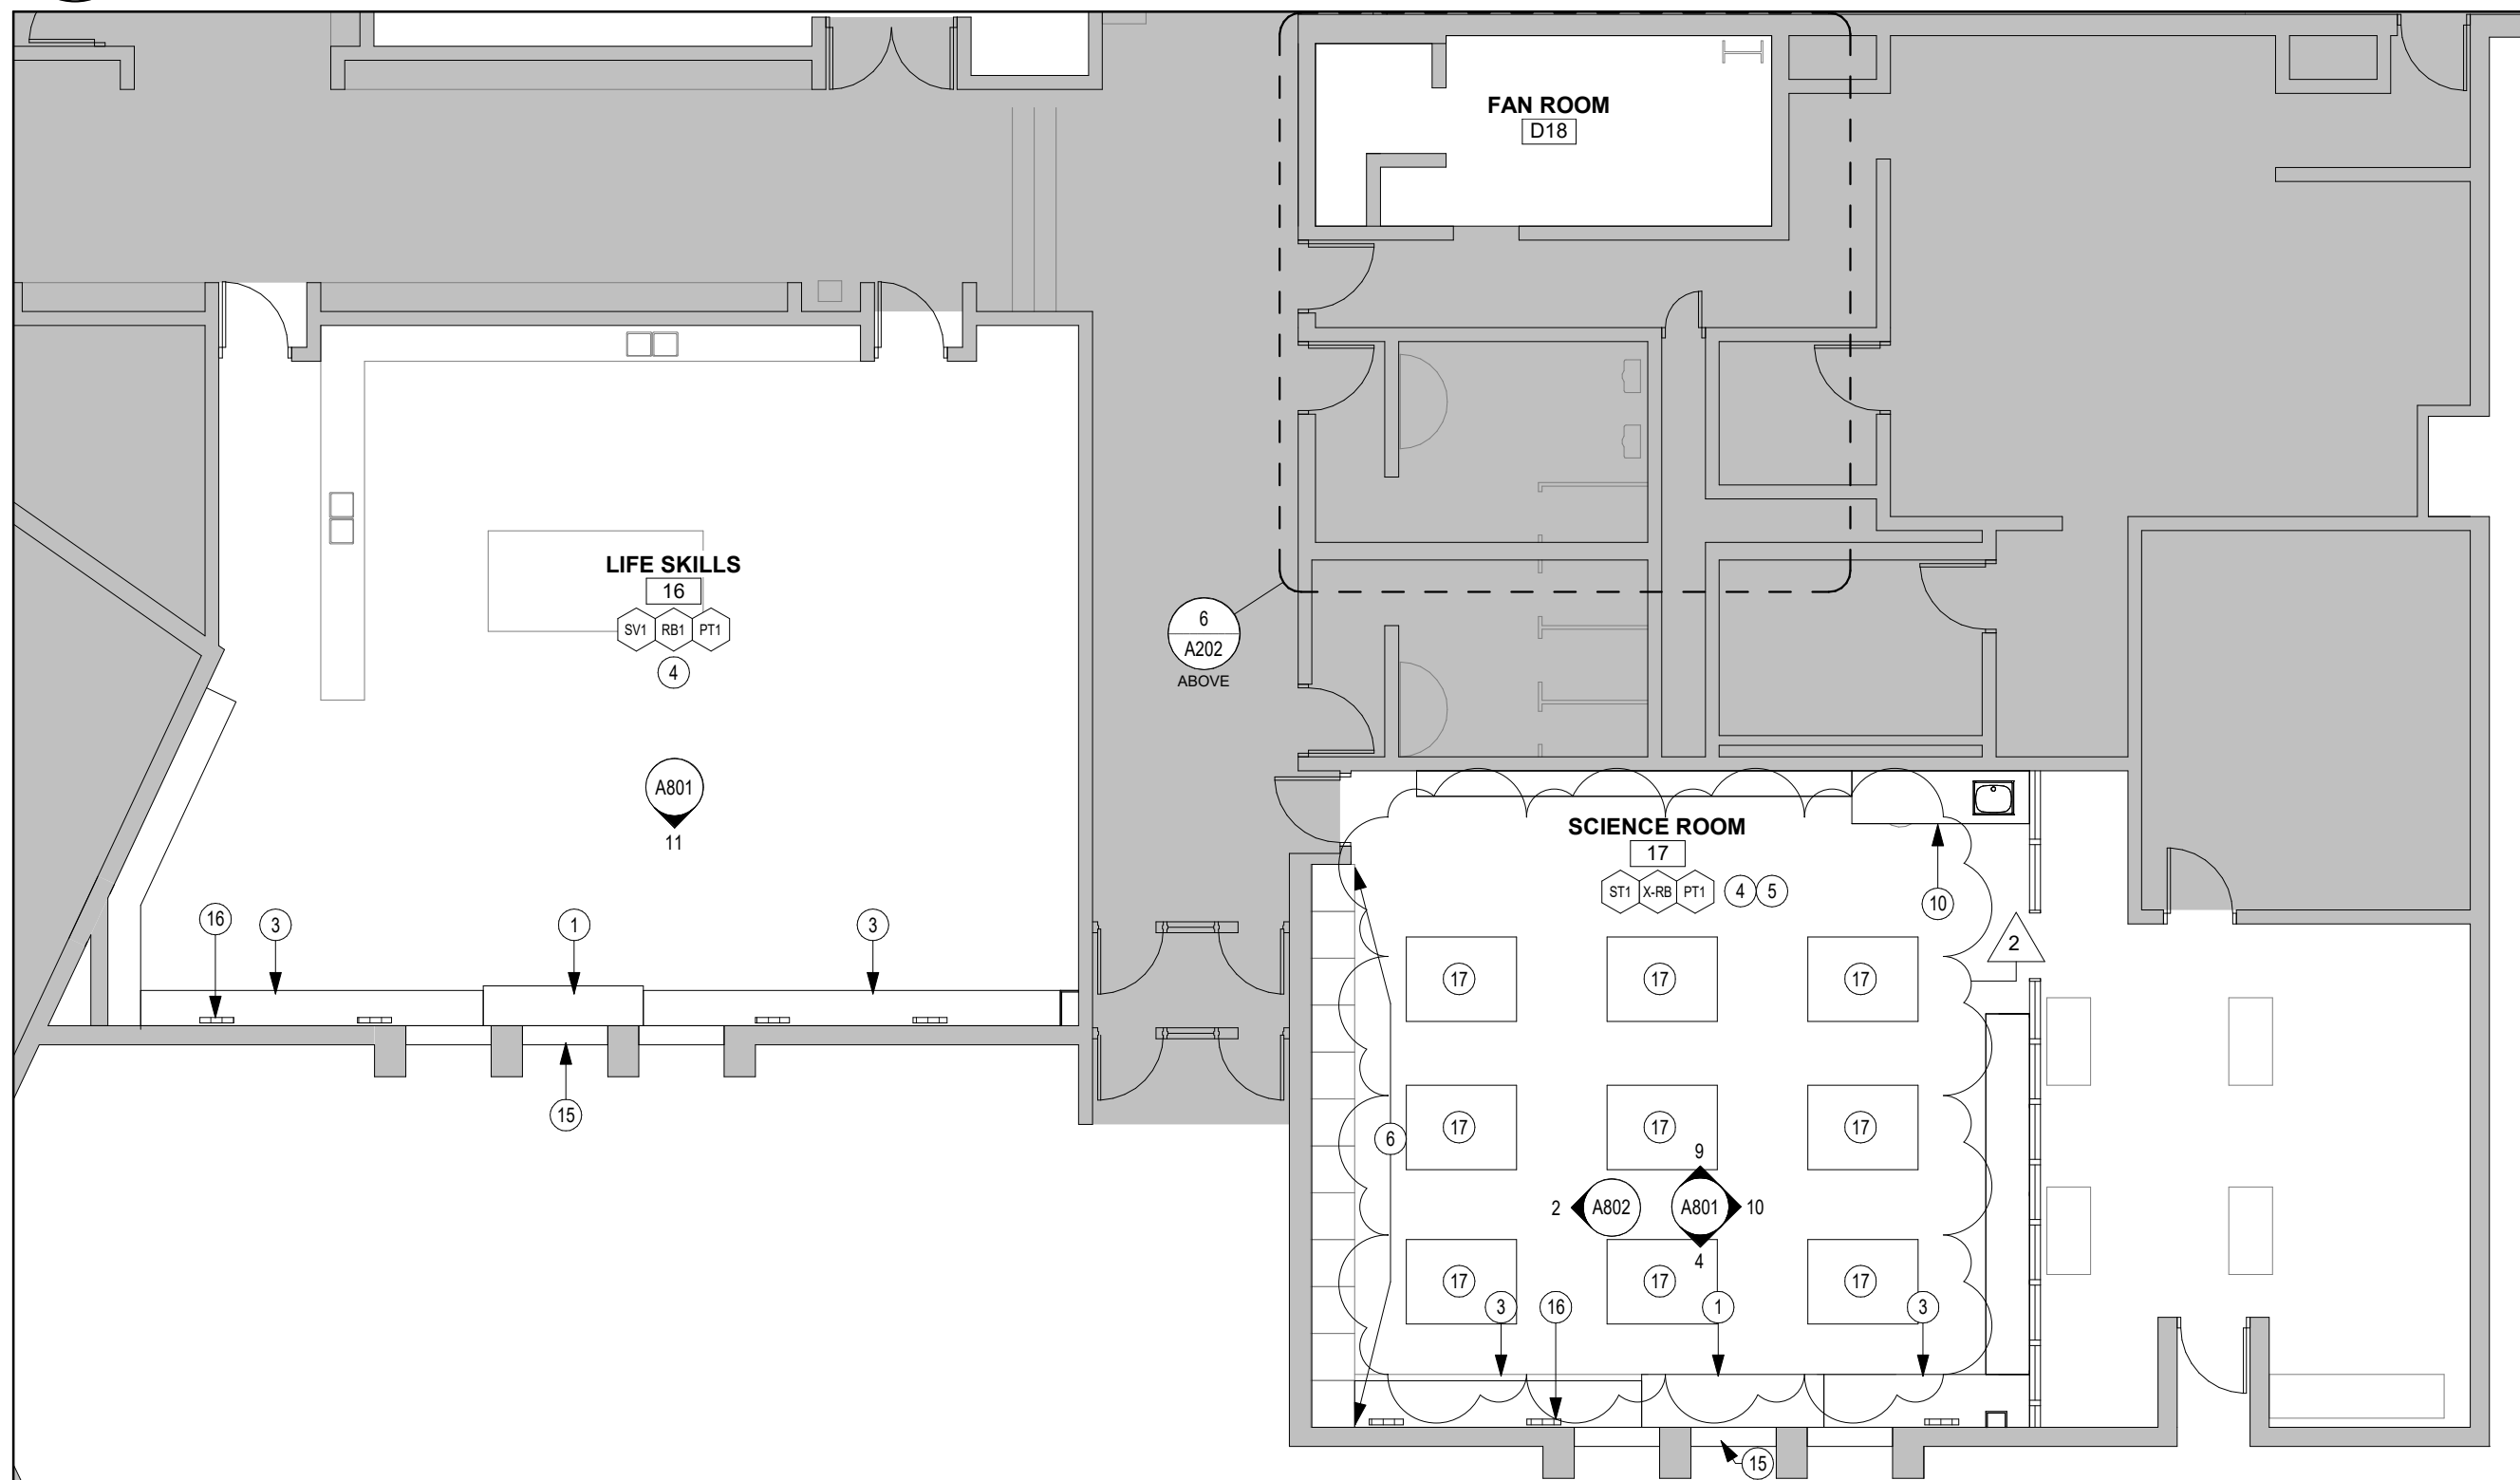 FAN ROOM
D18
LIFE SKILLS
16
SV1 RB1 PT1
4
6
A202
ABOVE
A801
11
SCIENCE ROOM
17
ST1 X-RB PT1 4 5
10
16 3 1 3
2
17 17 17
15
6
17 17 17
9
2 A802 A801 10
4
17 17 17
3 16 1 3
15